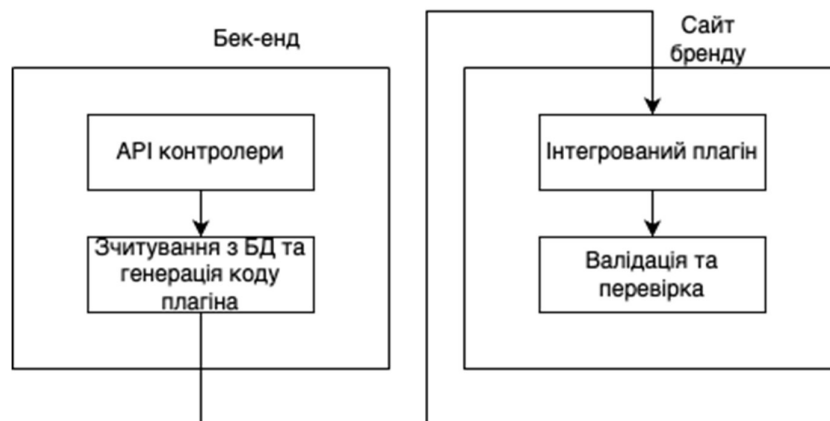 Бек-енд
API контролери
Зчитування з БД та
генерація коду
плагіна
Сайт
бренду
Інтегрований плагін
Валідація та
перевірка